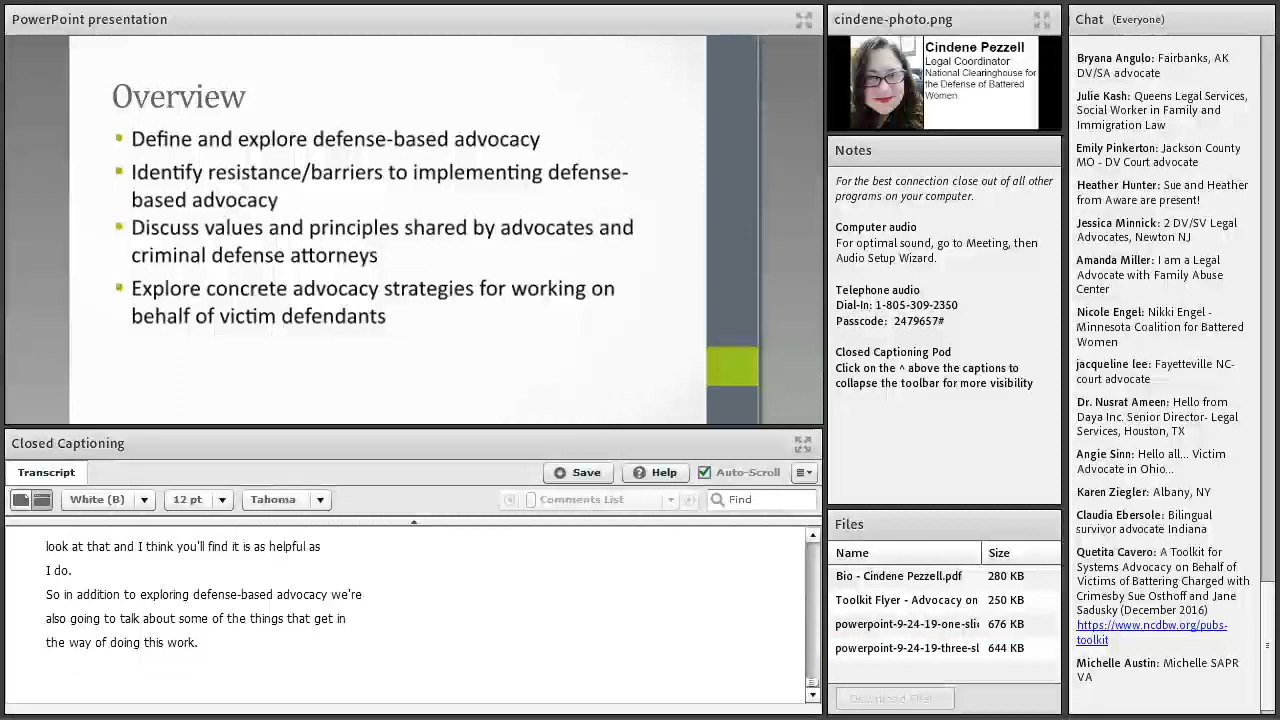 PowerPoint presentation
Overview
Define and explore defense-based advocacy
Identify resistance/barriers to implementing defense-
based advocacy
Discuss values and principles shared by advocates and
criminal defense attorneys
Explore concrete advocacy strategies for working on
behalf of victim defendants
Closed Captioning
Transcript
Save
Help
Auto-Scroll
White (B)
12 pt
Tahoma
Comments List
Find
look at that and I think you'll find it is as helpful as
I do.
So in addition to exploring defense-based advocacy we're
also going to talk about some of the things that get in
the way of doing this work.
cindene-photo.png
Cindene Pezzell
Legal Coordinator
National Clearinghouse for
the Defense of Battered
Women
Notes
For the best connection close out of all other
programs on your computer.
Computer audio
For optimal sound, go to Meeting, then
Audio Setup Wizard.
Telephone audio
Dial-In: 1-805-309-2350
Passcode: 2479657#
Closed Captioning Pod
Click on the ^ above the captions to
collapse the toolbar for more visibility
Files
Name Size
Bio - Cindene Pezzell.pdf 280 KB
Toolkit Flyer - Advocacy on 250 KB
powerpoint-9-24-19-one-slid 676 KB
powerpoint-9-24-19-three-sl 644 KB
Download File!
Chat (Everyone)
Bryana Angulo: Fairbanks, AK
DV/SA advocate
Julie Kash: Queens Legal Services,
Social Worker in Family and
Immigration Law
Emily Pinkerton: Jackson County
MO - DV Court advocate
Heather Hunter: Sue and Heather
from Aware are present!
Jessica Minnick: 2 DV/SV Legal
Advocates, Newton NJ
Amanda Miller: I am a Legal
Advocate with Family Abuse
Center
Nicole Engel: Nikki Engel -
Minnesota Coalition for Battered
Women
jacqueline lee: Fayetteville NC-
court advocate
Dr. Nusrat Ameen: Hello from
Daya Inc. Senior Director- Legal
Services, Houston, TX
Angie Sinn: Hello all... Victim
Advocate in Ohio...
Karen Ziegler: Albany, NY
Claudia Ebersole: Bilingual
survivor advocate Indiana
Quetita Cavero: A Toolkit for
Systems Advocacy on Behalf of
Victims of Battering Charged with
Crimesby Sue Osthoff and Jane
Sadusky (December 2016)
https://www.ncdbw.org/pubs-
toolkit
Michelle Austin: Michelle SAPR
VA